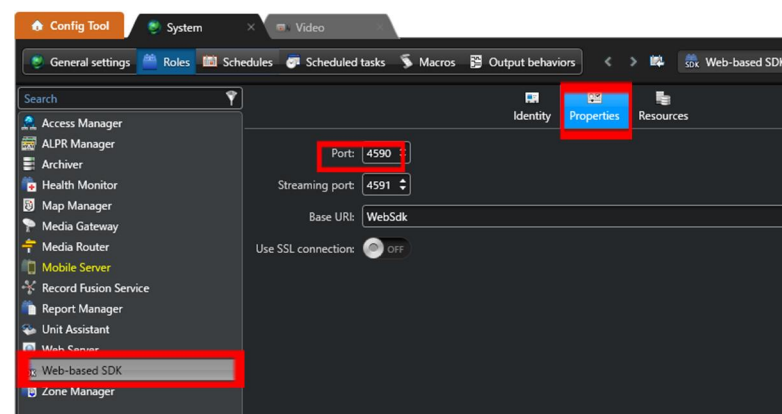 Config Tool System Video
General settings Roles Schedules Scheduled tasks Macros Output behaviors SDK Web-based SDK
Search
Identity Properties Resources
Access Manager
ALPR Manager
Archiver
Health Monitor
Map Manager
Media Gateway
Media Router
Mobile Server
Record Fusion Service
Report Manager
Unit Assistant
Web Server
Web-based SDK
Zone Manager
Port: 4590
Streaming port: 4591
Base URI: WebSdk
Use SSL connection: OFF